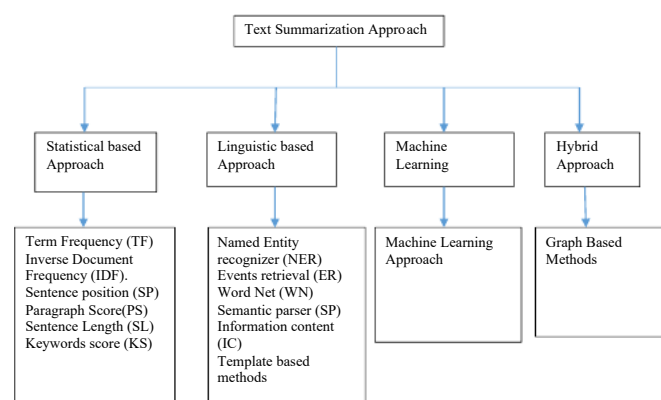 Text Summarization Approach
Statistical based
Approach
Linguistic based
Approach
Machine
Learning
Hybrid
Approach
Term Frequency (TF)
Inverse Document
Frequency (IDF).
Sentence position (SP)
Paragraph Score(PS)
Sentence Length (SL)
Keywords score (KS)
Named Entity
recognizer (NER)
Events retrieval (ER)
Word Net (WN)
Semantic parser (SP)
Information content
(IC)
Template based
methods
Machine Learning
Approach
Graph Based
Methods